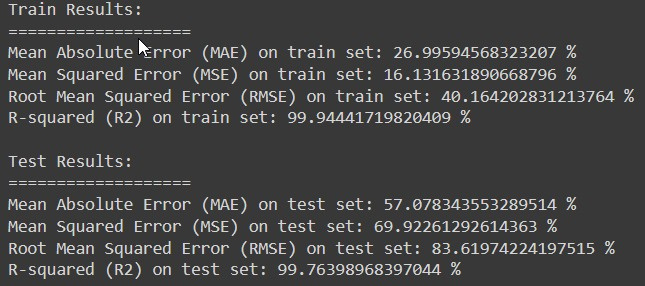 Train Results:
===================
Mean Absolute Error (MAE) on train set: 26.99594568323207 %
Mean Squared Error (MSE) on train set: 16.131631890668796 %
Root Mean Squared Error (RMSE) on train set: 40.164202831213764 %
R-squared (R2) on train set: 99.94441719820409 %
Test Results:
===================
Mean Absolute Error (MAE) on test set: 57.078343553289514 %
Mean Squared Error (MSE) on test set: 69.92261292614363 %
Root Mean Squared Error (RMSE) on test set: 83.61974224197515 %
R-squared (R2) on test set: 99.76398968397044 %